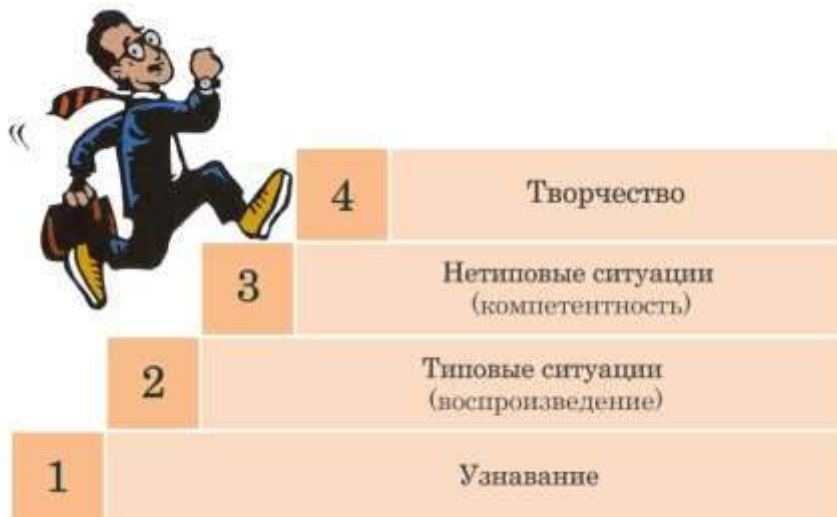 «
4
Творчество
3
Нетиповые ситуации
(компетентность)
2
Типовые ситуации
(воспроизведение)
1
Узнавание